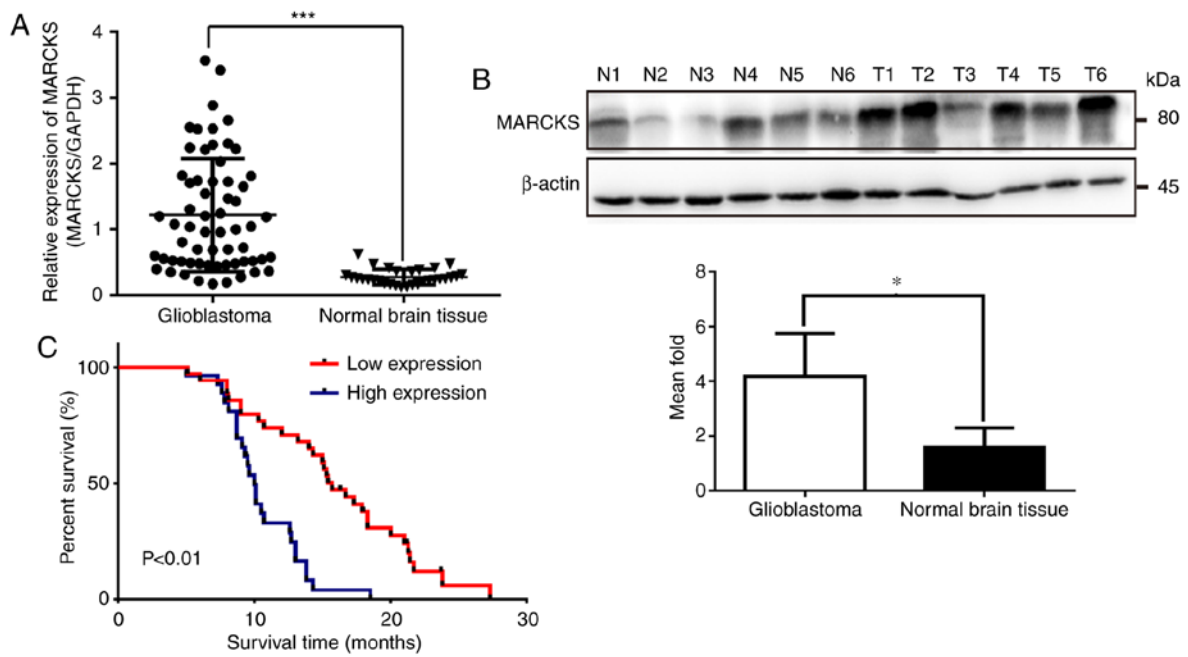 A
Relative expression of MARCKS
(MARCKS/GAPDH)
4
3
2
1
0
***
Glioblastoma
Normal brain tissue
B
N1 N2 N3 N4 N5 N6 T1 T2 T3 T4 T5 T6
kDa
MARCKS
80
β-actin
45
Mean fold
8
6
4
2
0
*
Glioblastoma
Normal brain tissue
C
Percent survival (%)
100
50
0
Low expression
High expression
P<0.01
0 10 20 30
Survival time (months)